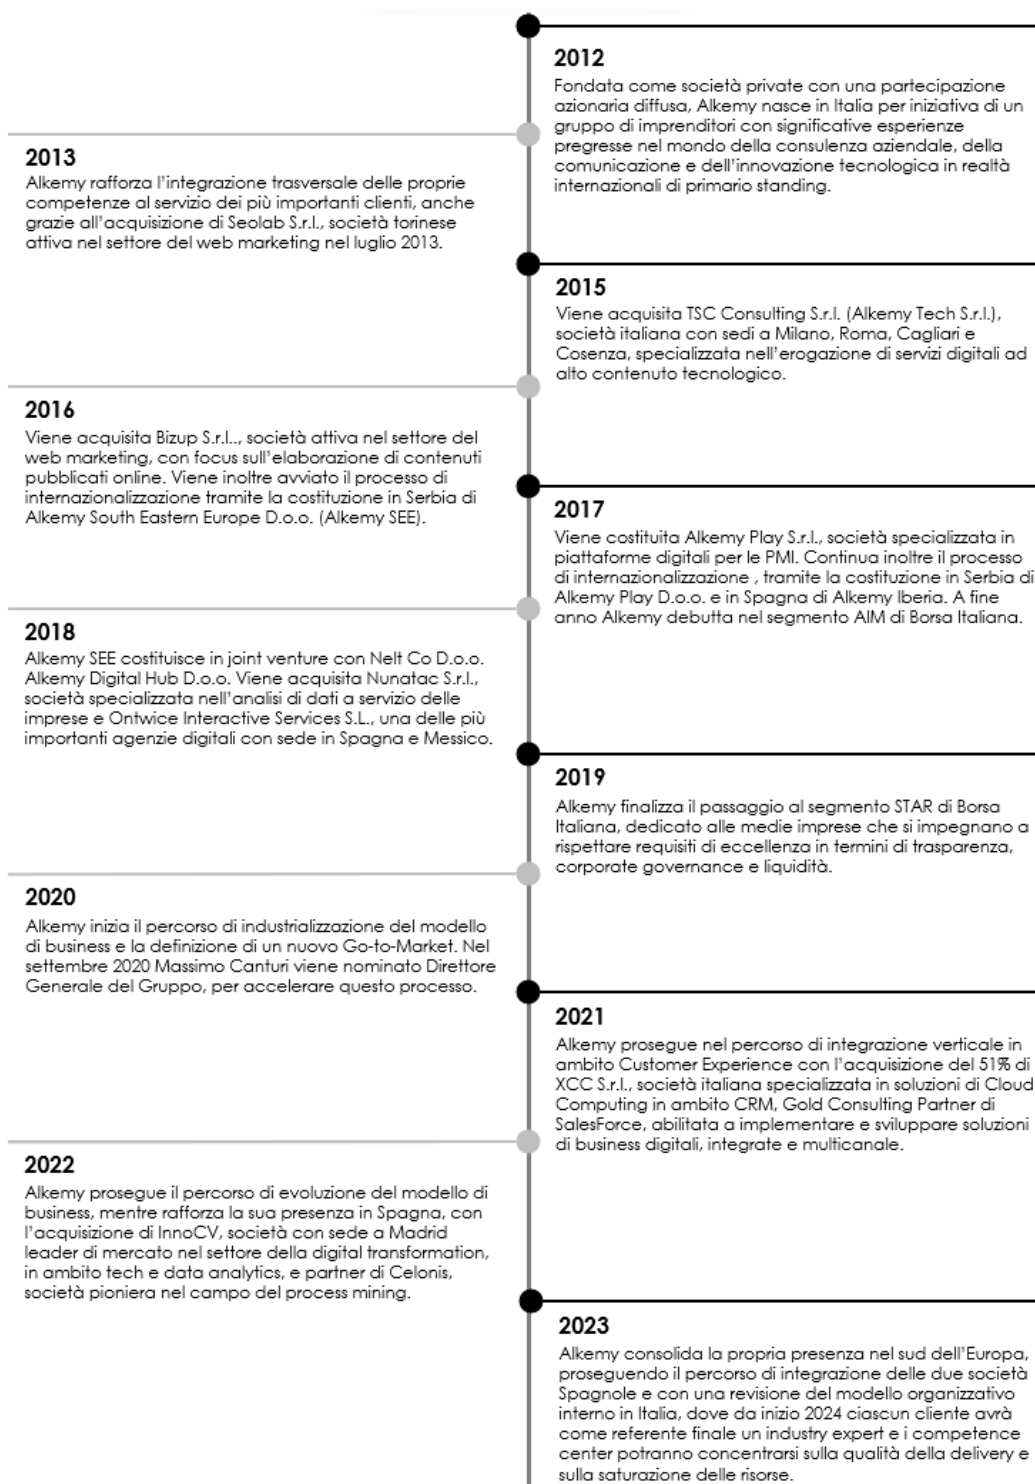 2012
Fondata come società private con una partecipazione
azionaria diffusa, Alkemy nasce in Italia per iniziativa di un
gruppo di imprenditori con significative esperienze
pregresse nel mondo della consulenza aziendale, della
comunicazione e dell'innovazione tecnologica in realtà
internazionali di primario standing.
2013
Alkemy rafforza l'integrazione trasversale delle proprie
competenze al servizio dei più importanti clienti, anche
grazie all'acquisizione di Seolab S.r.l., società torinese
attiva nel settore del web marketing nel luglio 2013.
2015
Viene acquisita TSC Consulting S.r.l. (Alkemy Tech S.r.l.),
società italiana con sedi a Milano, Roma, Cagliari e
Cosenza, specializzata nell'erogazione di servizi digitali ad
alto contenuto tecnologico.
2016
Viene acquisita Bizup S.r.l.., società attiva nel settore del
web marketing, con focus sull'elaborazione di contenuti
pubblicati online. Viene inoltre avviato il processo di
internazionalizzazione tramite la costituzione in Serbia di
Alkemy South Eastern Europe D.o.o. (Alkemy SEE).
2017
Viene costituita Alkemy Play S.r.l., società specializzata in
piattaforme digitali per le PMI. Continua inoltre il processo
di internazionalizzazione , tramite la costituzione in Serbia di
Alkemy Play D.o.o. e in Spagna di Alkemy Iberia. A fine
anno Alkemy debutta nel segmento AIM di Borsa Italiana.
2018
Alkemy SEE costituisce in joint venture con Nelt Co D.o.o.
Alkemy Digital Hub D.o.o. Viene acquisita Nunatac S.r.l.,
società specializzata nell'analisi di dati a servizio delle
imprese e Ontwice Interactive Services S.L., una delle più
importanti agenzie digitali con sede in Spagna e Messico.
2019
Alkemy finalizza il passaggio al segmento STAR di Borsa
Italiana, dedicato alle medie imprese che si impegnano a
rispettare requisiti di eccellenza in termini di trasparenza,
corporate governance e liquidità.
2020
Alkemy inizia il percorso di industrializzazione del modello
di business e la definizione di un nuovo Go-to-Market. Nel
settembre 2020 Massimo Canturi viene nominato Direttore
Generale del Gruppo, per accelerare questo processo.
2021
Alkemy prosegue nel percorso di integrazione verticale in
ambito Customer Experience con l'acquisizione del 51% di
XCC S.r.l., società italiana specializzata in soluzioni di Cloud
Computing in ambito CRM, Gold Consulting Partner di
SalesForce, abilitata a implementare e sviluppare soluzioni
di business digitali, integrate e multicanale.
2022
Alkemy prosegue il percorso di evoluzione del modello di
business, mentre rafforza la sua presenza in Spagna, con
l'acquisizione di InnoCV, società con sede a Madrid
leader di mercato nel settore della digital transformation,
in ambito tech e data analytics, e partner di Celonis,
società pioniera nel campo del process mining.
2023
Alkemy consolida la propria presenza nel sud dell'Europa,
proseguendo il percorso di integrazione delle due società
Spagnole e con una revisione del modello organizzativo
interno in Italia, dove da inizio 2024 ciascun cliente avrà
come referente finale un industry expert e i competence
center potranno concentrarsi sulla qualità della delivery e
sulla saturazione delle risorse.